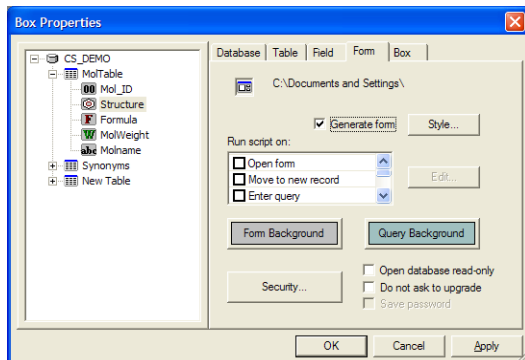 Box Properties
CS_DEMO
MolTable
00 Mol_ID
Structure
F Formula
W MolWeight
abc Molname
Synonyms
New Table
Database Table Field Form Box
C:\Documents and Settings\
Generate form Style...
Run script on:
Open form
Move to new record
Enter query
Edit...
Form Background Query Background
Security...
Open database read-only
Do not ask to upgrade
Save password
OK Cancel Apply